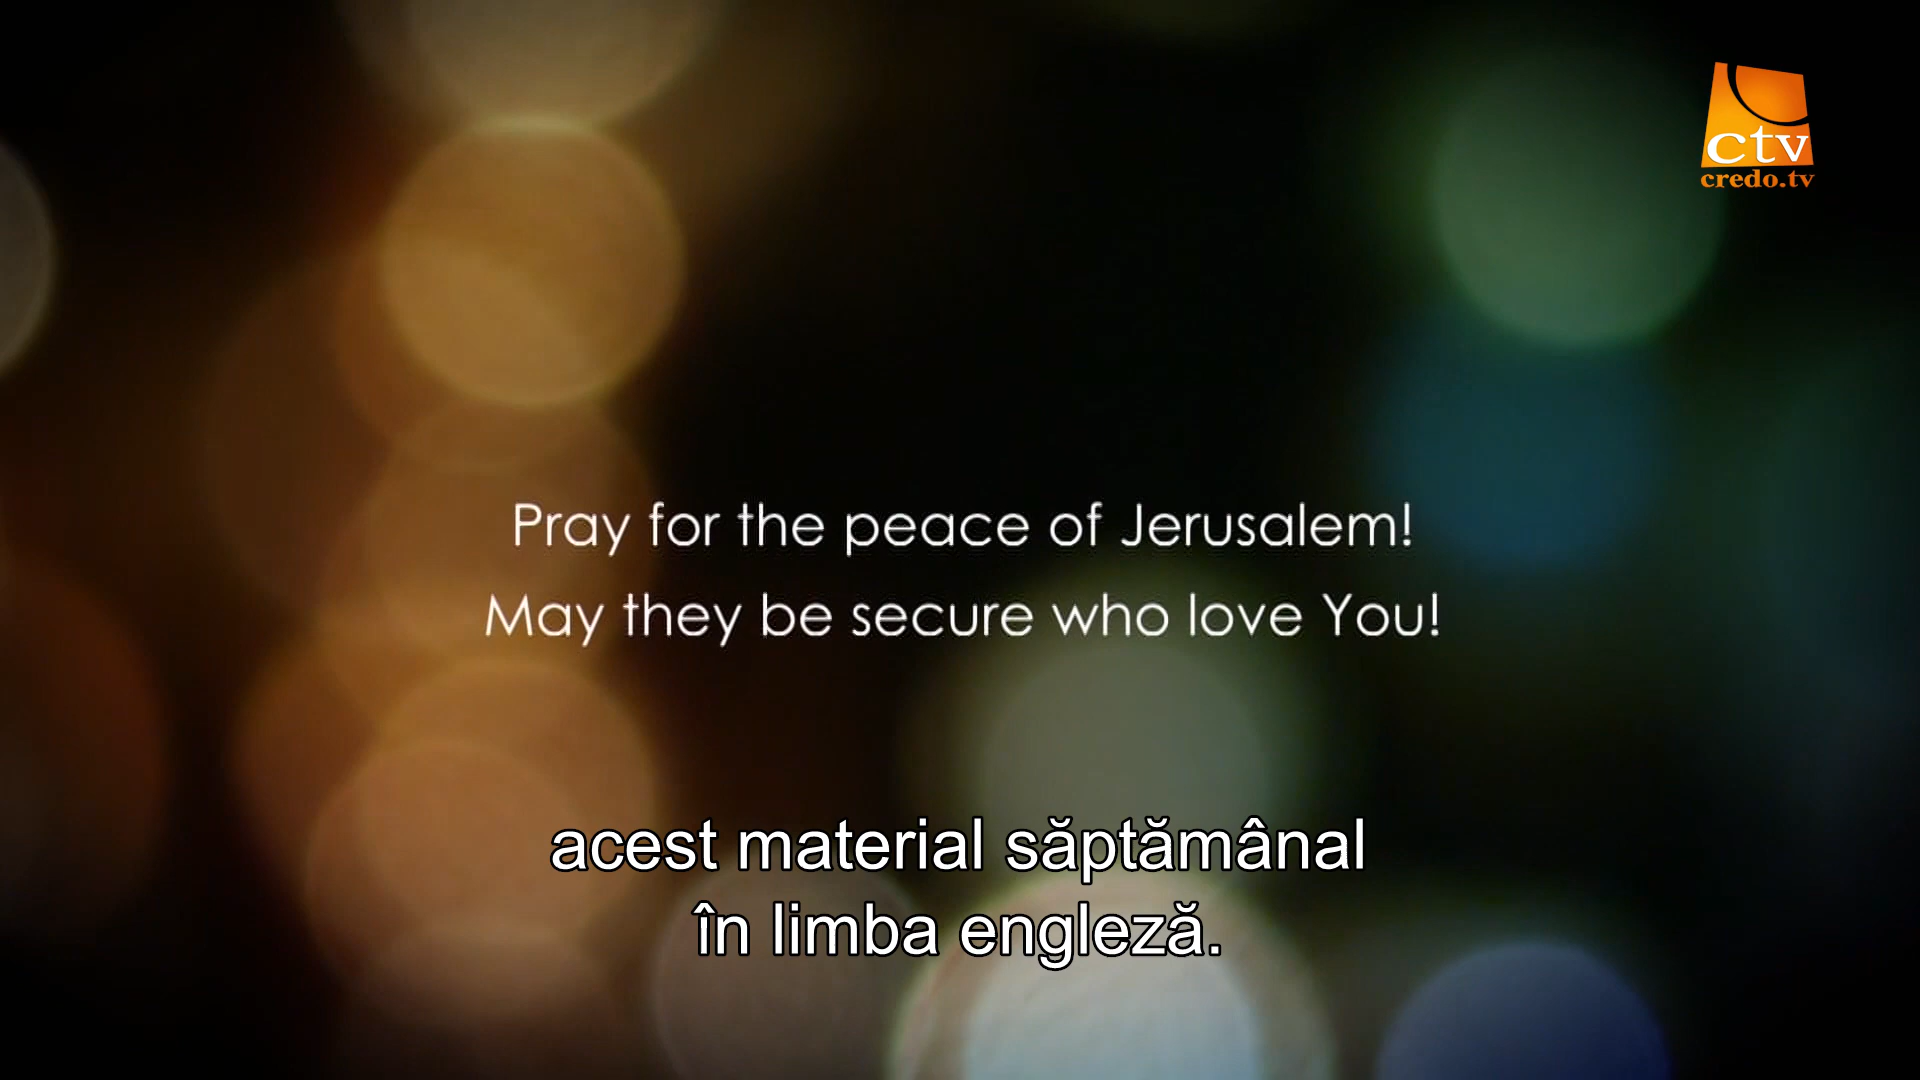 ctv
credo.tv
Pray for the peace of Jerusalem!
May they be secure who love You!
acest material săptămânal
în limba engleză.